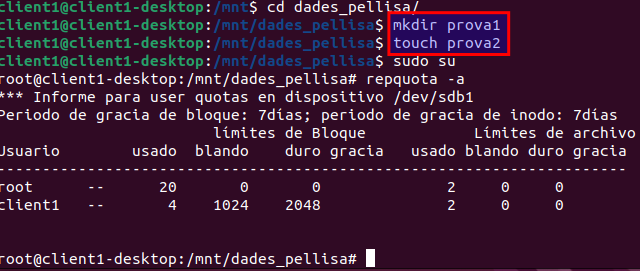 client1@client1-desktop:/mnt$ cd dades_pellisa/
client1@client1-desktop:/mnt/dades_pellisa$ mkdir prova1
client1@client1-desktop:/mnt/dades_pellisa$ touch prova2
client1@client1-desktop:/mnt/dades_pellisa$ sudo su
root@client1-desktop:/mnt/dades_pellisa# repquota -a
*** Informe para user quotas en dispositivo /dev/sdb1
Periodo de gracia de bloque: 7días; periodo de gracia de inodo: 7días
límites de Bloque Límites de archivo
Usuario usado blando duro gracia usado blando duro gracia
----------------------------------------------------------------------
root -- 20 0 0 2 0 0
client1 -- 4 1024 2048 2 0 0
root@client1-desktop:/mnt/dades_pellisa#